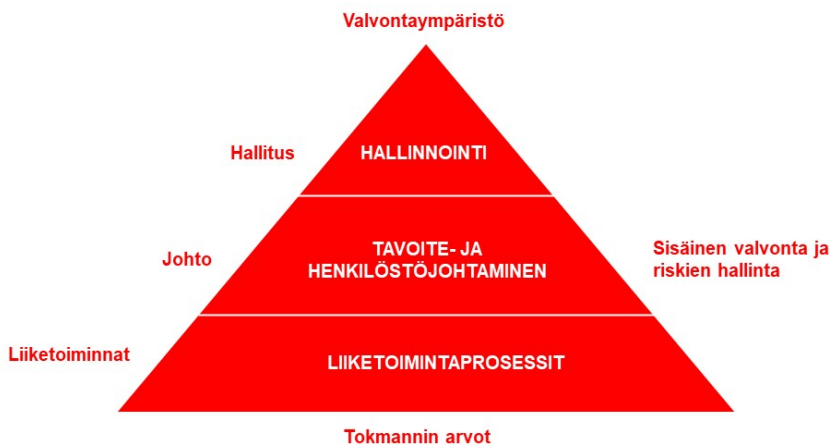 Valvontaympäristö
Hallitus
HALLINNOINTI
Johto
TAVOITE- JA
HENKILÖSTÖJOHTAMINEN
Sisäinen valvonta ja
riskien hallinta
Liiketoiminnat
LIIKETOIMINTAPROSESSIT
Tokmannin arvot